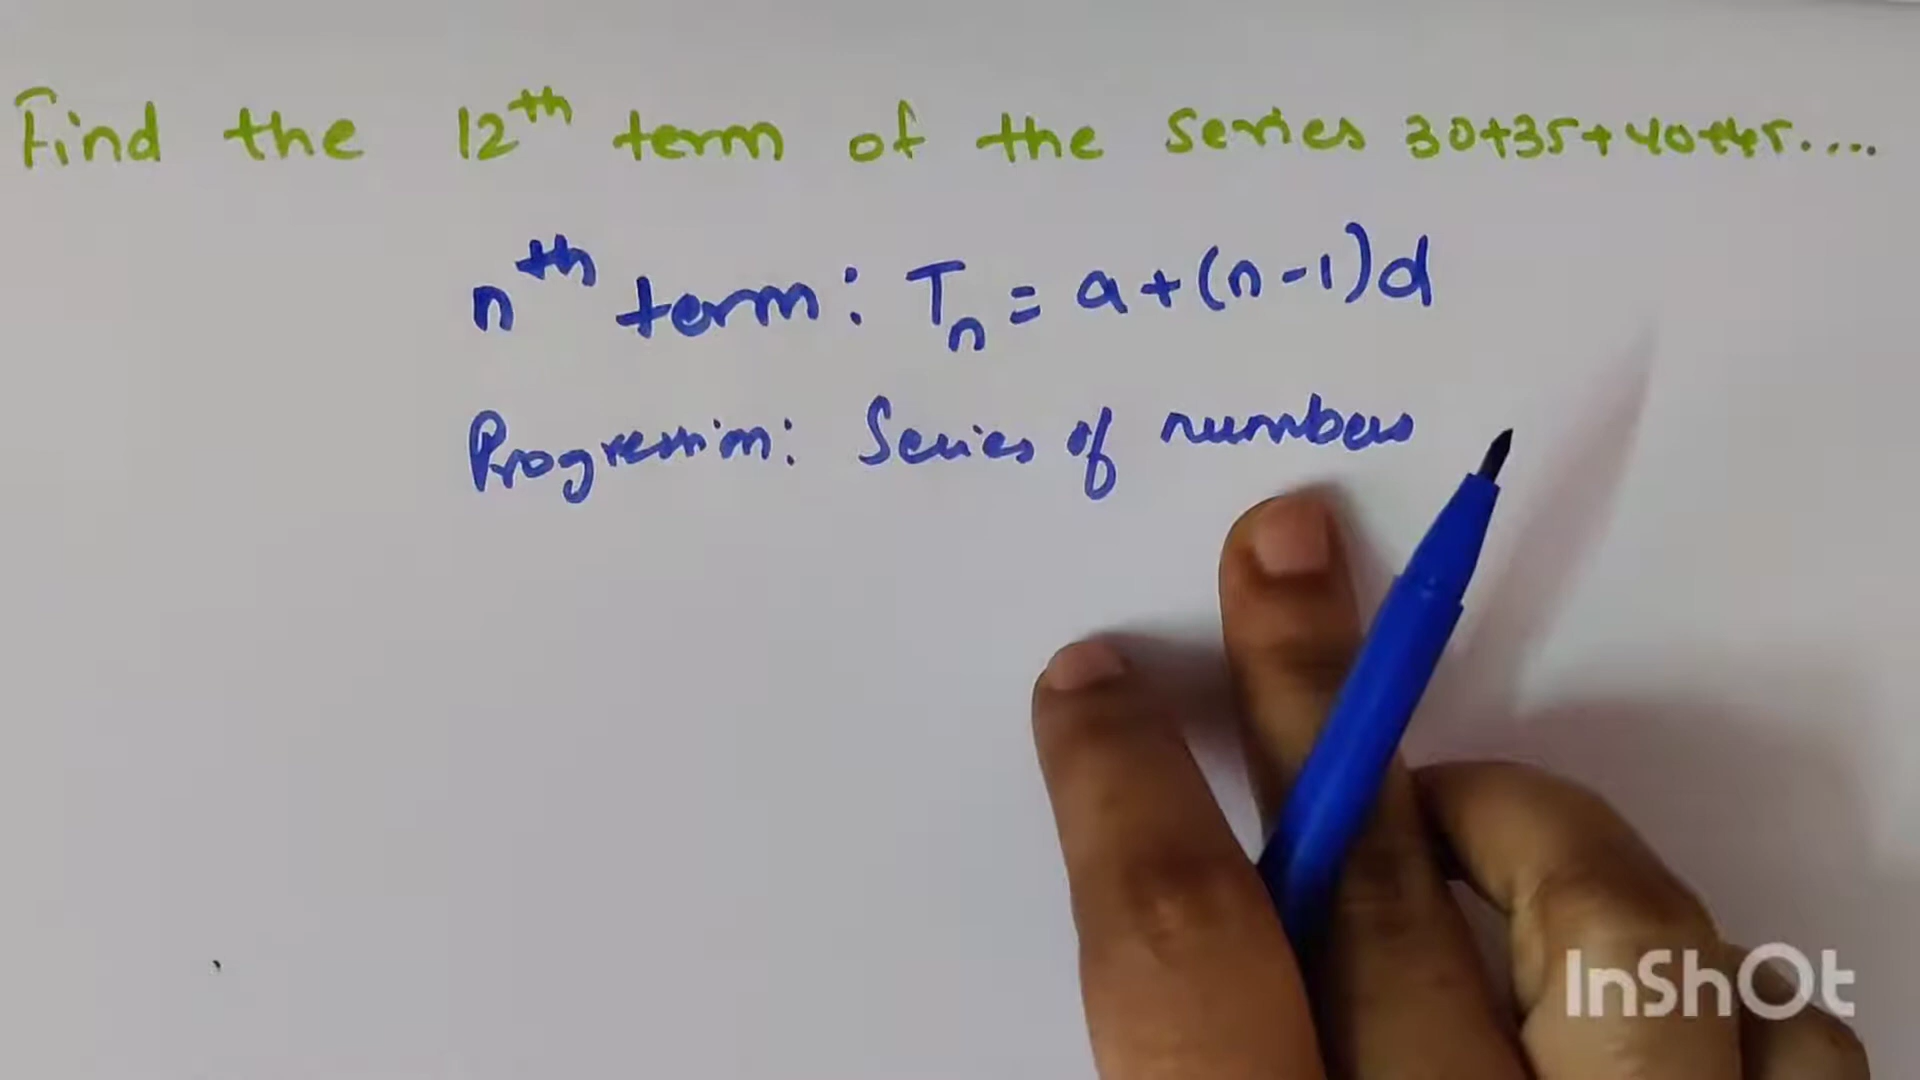 Find the 12th term of the series 30+35+40+45....
nth term: Tn = a+(n-1)d
Progression: Series of numbers
InShOt